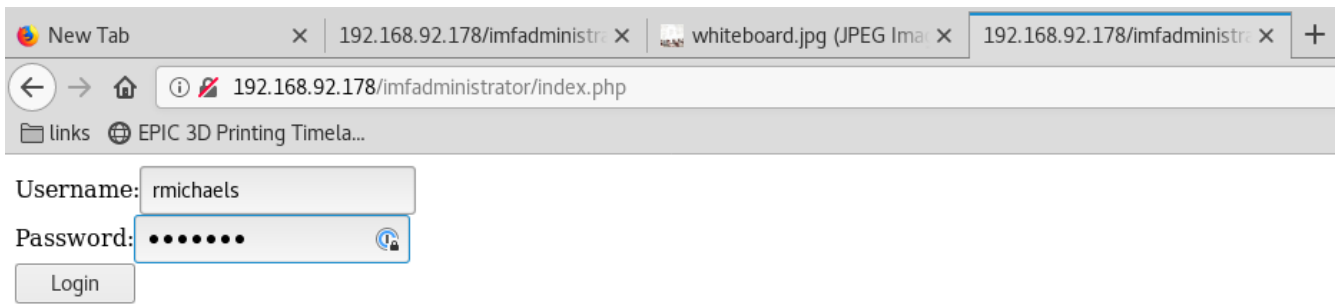 New Tab 192.168.92.178/imfadministra whiteboard.jpg (JPEG Ima 192.168.92.178/imfadministra
192.168.92.178/imfadministrator/index.php
links EPIC 3D Printing Timela...
Username: rmichaels
Password: •••••••
Login